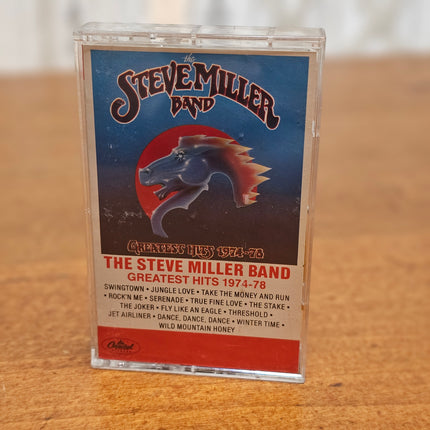 the
STEVE MILLER
BAND
GREATEST HITS 1974-78
THE STEVE MILLER BAND
GREATEST HITS 1974-78
SWINGTOWN • JUNGLE LOVE • TAKE THE MONEY AND RUN
• ROCK'N ME • SERENADE • TRUE FINE LOVE • THE STAKE •
THE JOKER • FLY LIKE AN EAGLE • THRESHOLD •
JET AIRLINER • DANCE, DANCE, DANCE • WINTER TIME •
WILD MOUNTAIN HONEY
Capitol